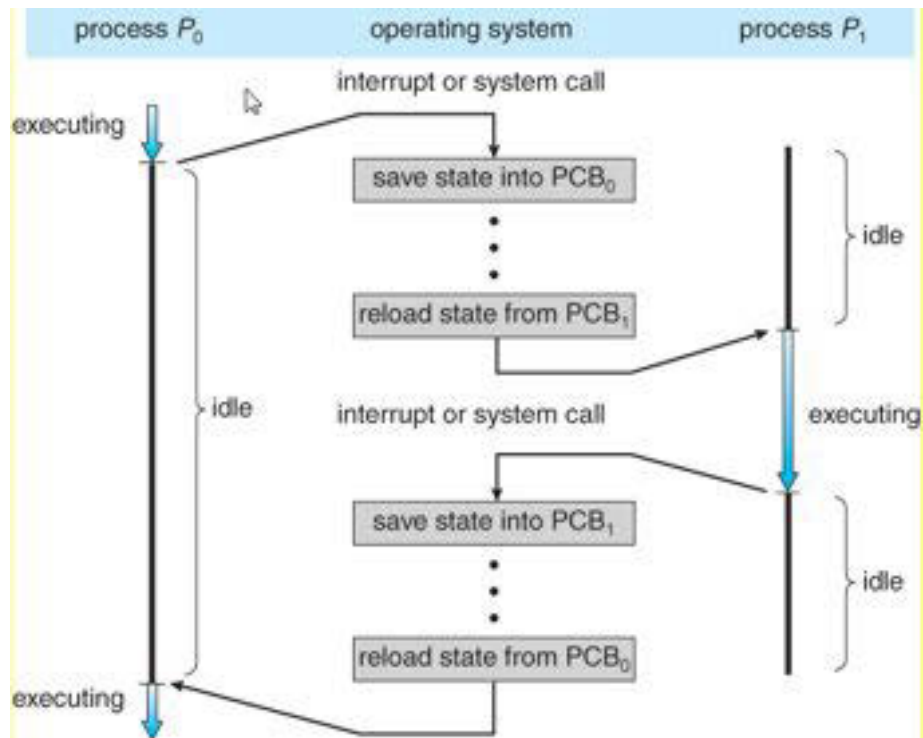 process P₀ operating system process P₁
interrupt or system call
executing
save state into PCB₀
idle
reload state from PCB₁
idle
interrupt or system call
executing
save state into PCB₁
idle
reload state from PCB₀
executing